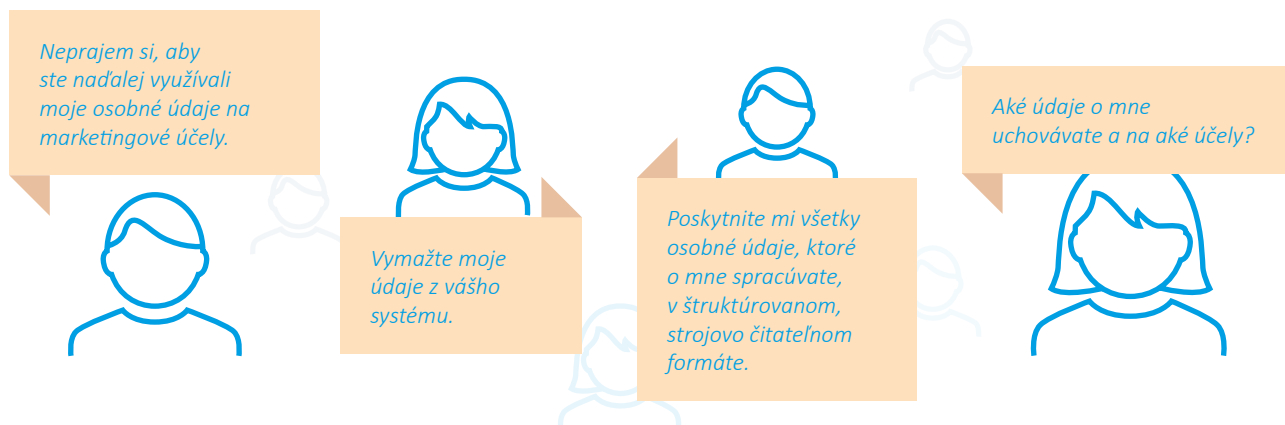 Neprajem si, aby
ste naďalej využívali
moje osobné údaje na
marketingové účely.
Vymažte moje
údaje z vášho
systému.
Poskytnite mi všetky
osobné údaje, ktoré
o mne spracúvate,
v štruktúrovanom,
strojovo čitateľnom
formáte.
Aké údaje o mne
uchovávate a na aké účely?